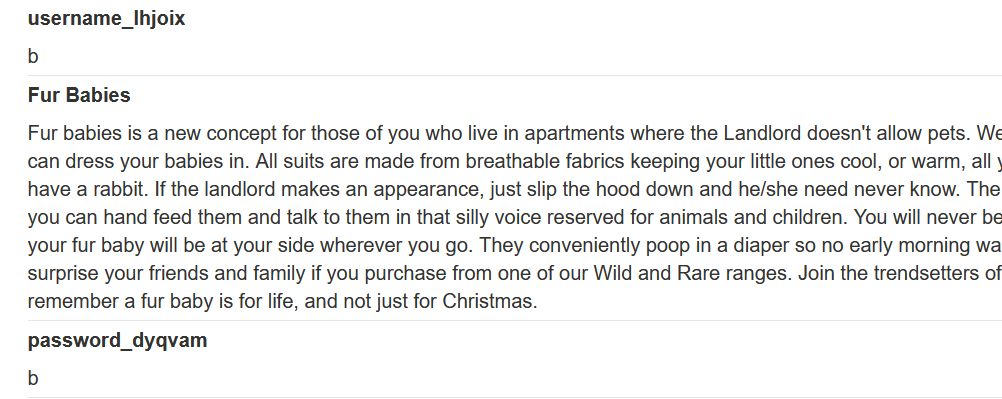 username_lhjoix
b
Fur Babies
Fur babies is a new concept for those of you who live in apartments where the Landlord doesn't allow pets. We
can dress your babies in. All suits are made from breathable fabrics keeping your little ones cool, or warm, all y
have a rabbit. If the landlord makes an appearance, just slip the hood down and he/she need never know. The
you can hand feed them and talk to them in that silly voice reserved for animals and children. You will never be
your fur baby will be at your side wherever you go. They conveniently poop in a diaper so no early morning wa
surprise your friends and family if you purchase from one of our Wild and Rare ranges. Join the trendsetters of
remember a fur baby is for life, and not just for Christmas.
password_dyqvam
b